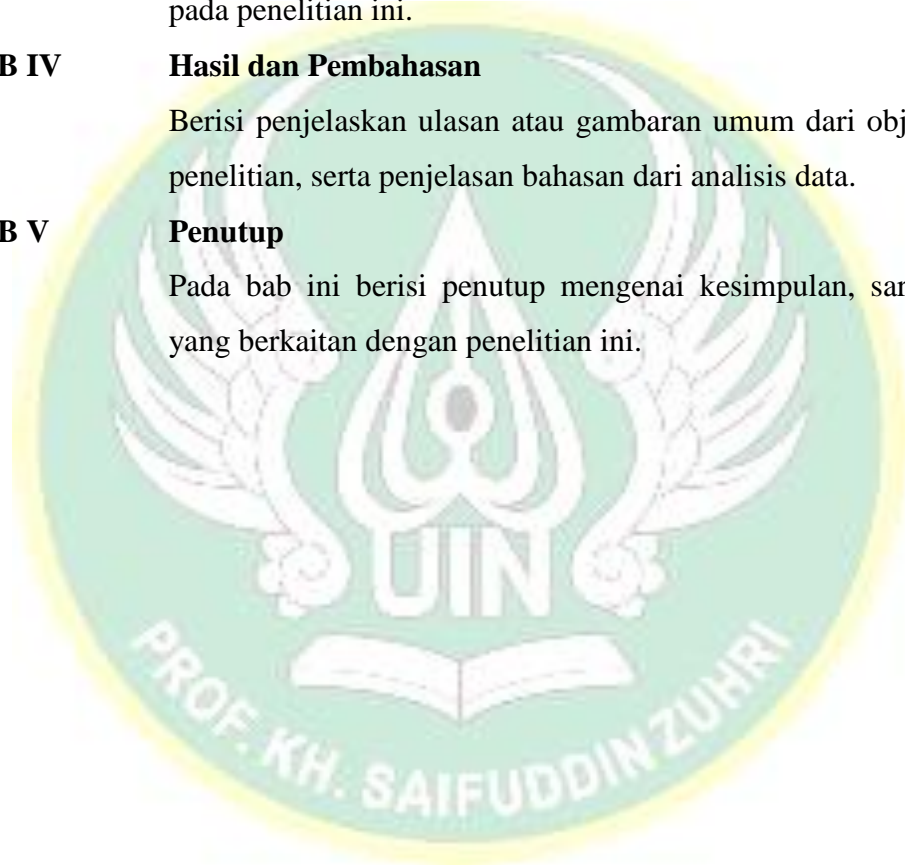 pada penelitian ini.
B IV Hasil dan Pembahasan
Berisi penjelaskan ulasan atau gambaran umum dari obj
penelitian, serta penjelasan bahasan dari analisis data.
B V Penutup
Pada bab ini berisi penutup mengenai kesimpulan, sar
yang berkaitan dengan penelitian ini.
UIN
PROF. KH. SAIFUDDIN ZUHRI